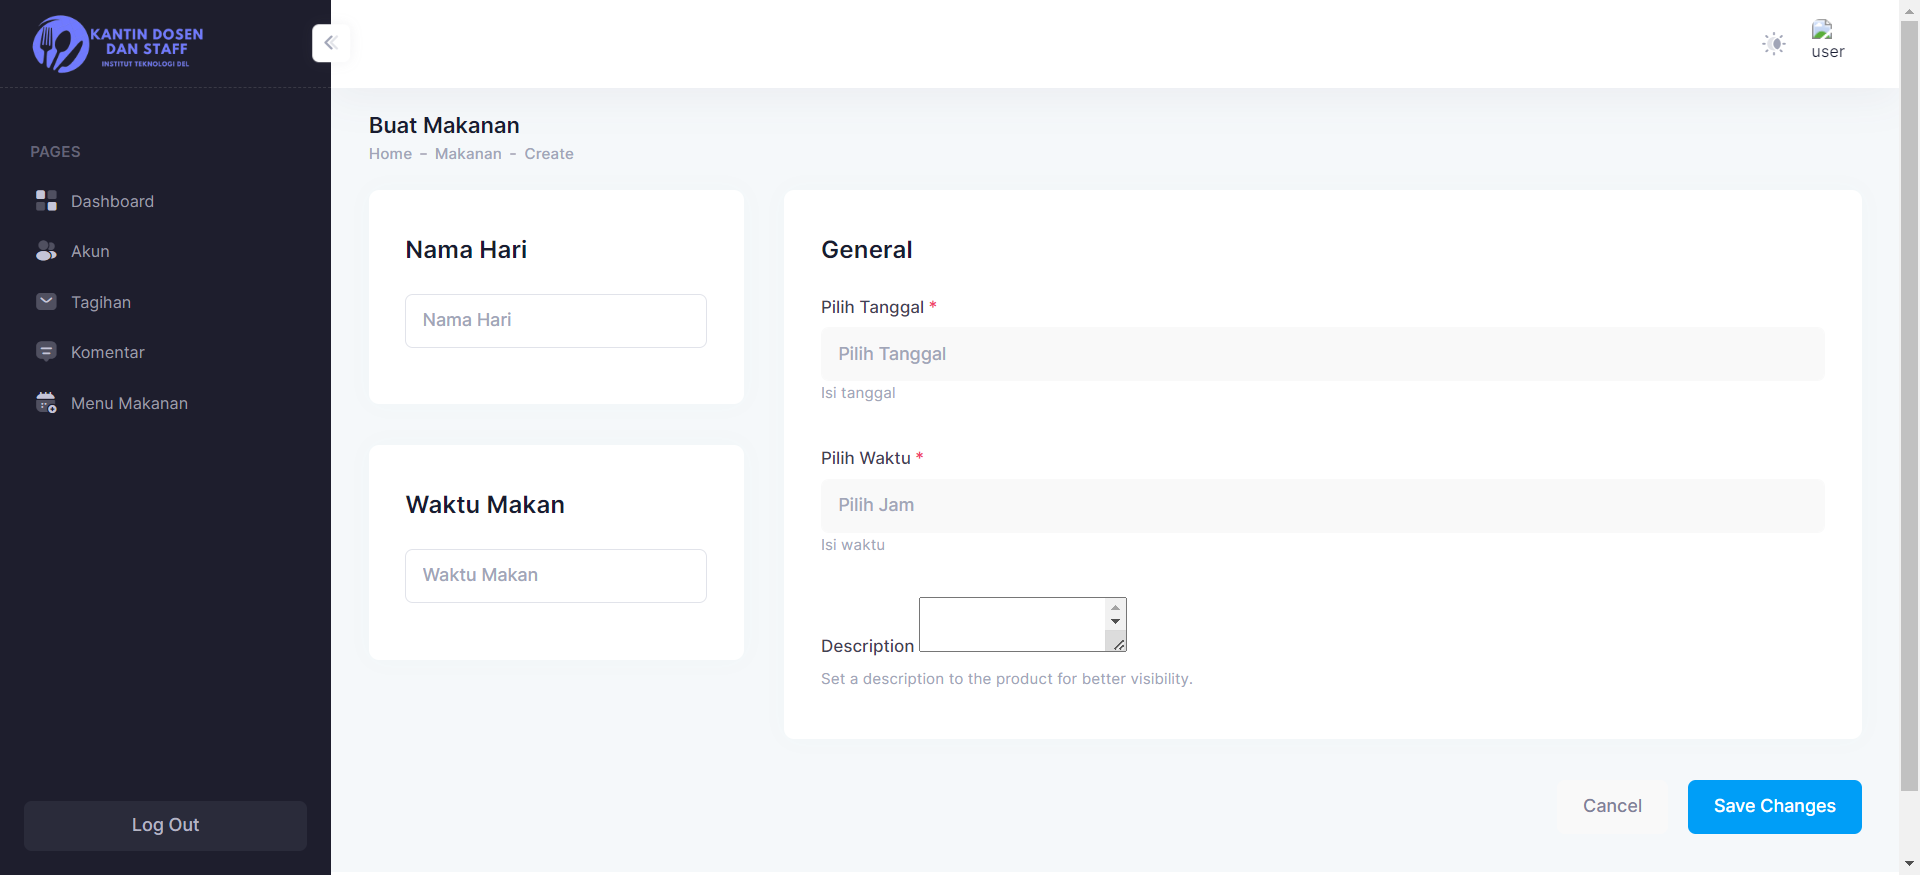 KANTIN DOSEN
DAN STAFF
INSTITUT TEKNOLOGI DEL
user
PAGES
Dashboard
Akun
Tagihan
Komentar
Menu Makanan
Log Out
Buat Makanan
Home - Makanan - Create
Nama Hari
Nama Hari
Waktu Makan
Waktu Makan
General
Pilih Tanggal *
Pilih Tanggal
Isi tanggal
Pilih Waktu *
Pilih Jam
Isi waktu
Description
Set a description to the product for better visibility.
Cancel
Save Changes